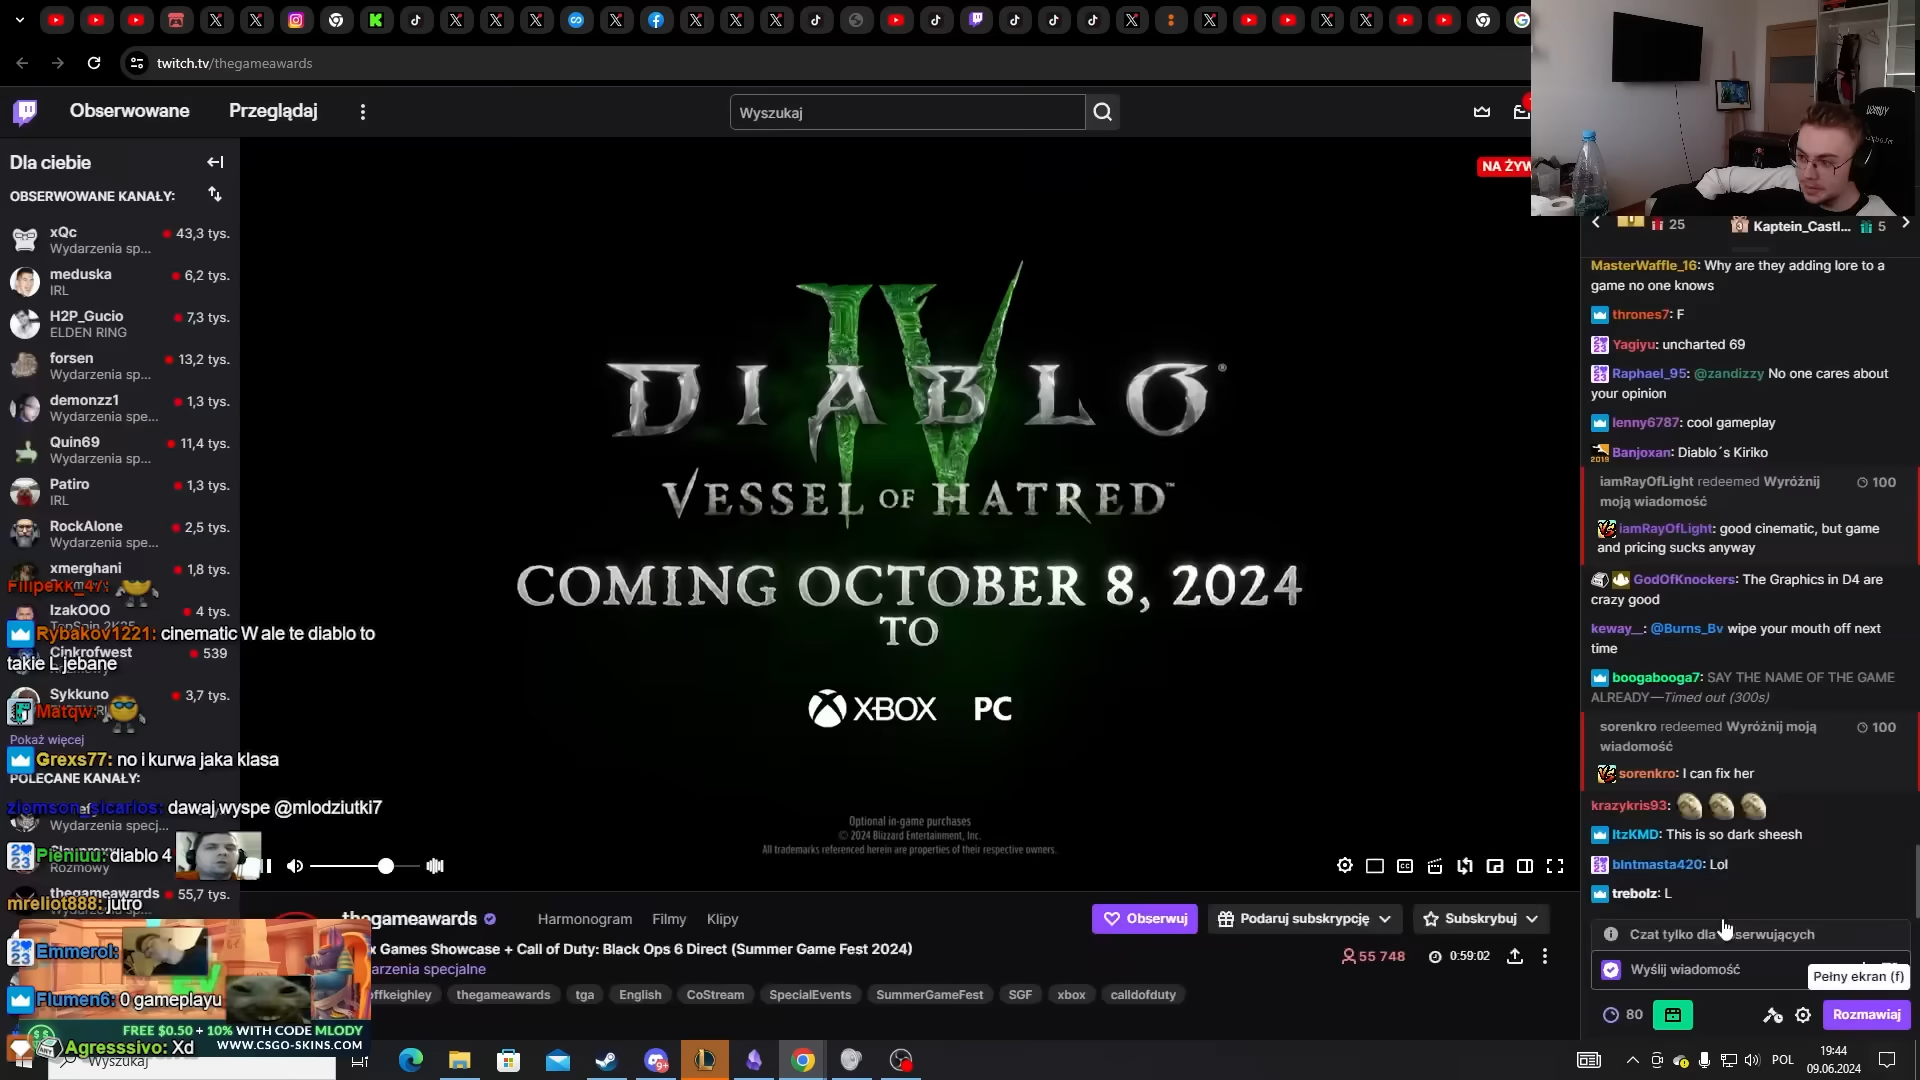 twitch.tv/thegameawards
Obserwowane
Przeglądaj
Wyszukaj
Dla ciebie
OBSERWOWANE KANAŁY:
xQc
43,3 tys.
Wydarzenia sp...
meduska
6,2 tys.
IRL
H2P_Gucio
7,3 tys.
ELDEN RING
forsen
13,2 tys.
Wydarzenia sp...
demonzz1
1,3 tys.
Wydarzenia spe...
Quin69
11,4 tys.
Wydarzenia sp...
Patiro
1,3 tys.
IRL
RockAlone
2,5 tys.
Wydarzenia spe...
xmerghani
1,8 tys.
Filipekk_47:
IzakOOO
4 tys.
Rybakov1221: cinematic W ale te diablo to
takie L jebane
Cinkrofwest
539
Sykkuno
3,7 tys.
Matqw:
Pokaż więcej
Grexs77: no i kurwa jaka klasa
POLECANE KANAŁY:
zlomson_sicarios: dawaj wyspe @mlodziutki7
Wydarzenia specj...
Pieniuu: diablo 4
Rozmowy
thegameawards
55,7 tys.
mreliot888: jutro
Emmerol:
Flumen6: 0 gameplayu
FREE $0.50 + 10% WITH CODE MLODY
WWW.CSGO-SKINS.COM
Agresssivo: Xd
NA ŻYW
DIABLO®
IV
VESSEL OF HATRED™
COMING OCTOBER 8, 2024
TO
XBOX PC
Optional in-game purchases
© 2024 Blizzard Entertainment, Inc.
All trademarks referenced herein are properties of their respective owners.
thegameawards
Harmonogram
Filmy
Klipy
Obserwuj
Podaruj subskrypcję
Subskrybuj
x Games Showcase + Call of Duty: Black Ops 6 Direct (Summer Game Fest 2024)
arzenia specjalne
55 748
0:59:02
offkeighley
thegameawards
tga
English
CoStream
SpecialEvents
SummerGameFest
SGF
xbox
callofduty
25
Kaptein_Castl...
5
MasterWaffle_16: Why are they adding lore to a
game no one knows
thrones7: F
Yagiyu: uncharted 69
Raphael_95: @zandizzy No one cares about
your opinion
lenny6787: cool gameplay
Banjoxan: Diablo´s Kiriko
iamRayOfLight redeemed Wyróżnij
moją wiadomość
100
iamRayOfLight: good cinematic, but game
and pricing sucks anyway
GodOfKnockers: The Graphics in D4 are
crazy good
keway__: @Burns_Bv wipe your mouth off next
time
boogabooga7: SAY THE NAME OF THE GAME
ALREADY—Timed out (300s)
sorenkro redeemed Wyróżnij moją
wiadomość
100
sorenkro: I can fix her
krazykris93:
ItzKMD: This is so dark sheesh
blntmasta420: Lol
trebolz: L
Czat tylko dla obserwujących
Wyślij wiadomość
Pełny ekran (f)
80
Rozmawiaj
Wyszukaj
POL
19:44
09.06.2024